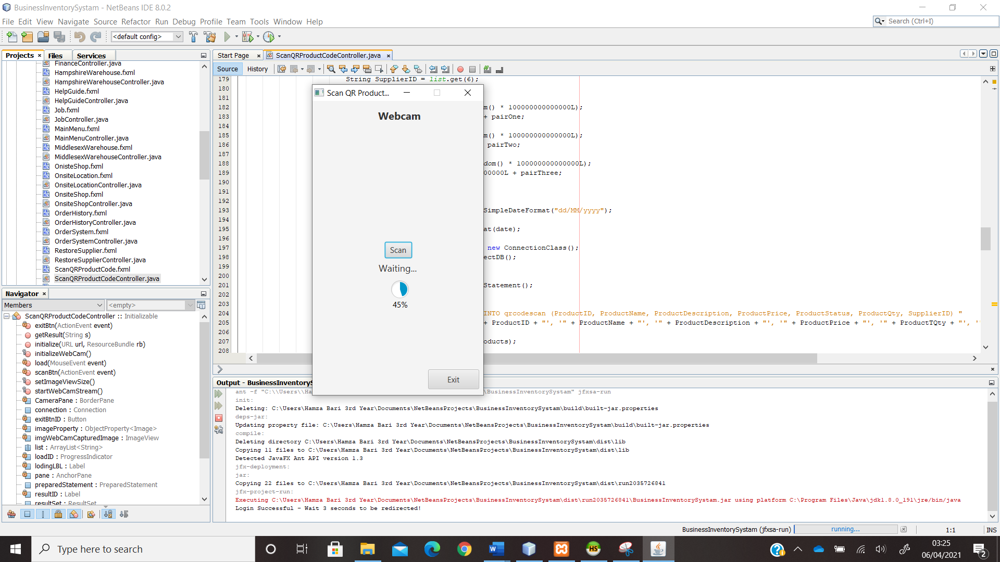 BusinessInventorySystam - NetBeans IDE 8.0.2
File Edit View Navigate Source Refactor Run Debug Profile Team Tools Window Help
Search (Ctrl+I)
<default config>
Projects Files Services
FinanceController.java
HampshireWarehouse.fxml
HampshireWarehouseController.java
HelpGuide.fxml
HelpGuideController.java
Job.fxml
JobController.java
MainMenu.fxml
MainMenuController.java
MiddlesexWarehouse.fxml
MiddlesexWarehouseController.java
OnisteShop.fxml
OnsiteLocation.fxml
OnsiteLocationController.java
OnsiteShop.fxml
OnsiteShopController.java
OrderHistory.fxml
OrderHistoryController.java
OrderSystem.fxml
OrderSystemController.java
RestoreSupplier.fxml
RestoreSupplierController.java
ScanQRProductCode.fxml
ScanQRProductCodeController.java
Navigator
Members
<empty>
ScanQRProductCodeController :: Initializable
exitBtn(ActionEvent event)
getResult(String s)
initialize(URL url, ResourceBundle rb)
initializeWebCam()
load(MouseEvent event)
scanBtn(ActionEvent event)
setImageViewSize()
startWebCamStream()
CameraPane : BorderPane
connection : Connection
exitBtnID : Button
imageProperty : ObjectProperty<Image>
imgWebCamCapturedImage : ImageView
list : ArrayList<String>
loadID : ProgressIndicator
lodingLBL : Label
pane : AnchorPane
preparedStatement : PreparedStatement
resultID : Label
resultSet : ResultSet
Start Page ScanQRProductCodeController.java
Source History
179 String SupplierID = list.get(6);
180
181
182 m() * 100000000000000L);
183 + pairOne;
184
185 m() * 100000000000000L);
186 pairTwo;
187
188 dom() * 100000000000000L);
189 00000L + pairThree;
190
191
192
193 SimpleDateFormat("dd/MM/yyyy");
194
195 at(date);
196
197 new ConnectionClass();
198 ectDB();
199
200
201 Statement();
202
203
204 INTO qrcodescan (ProductID, ProductName, ProductDescription, ProductPrice, ProductStatus, ProductQty, SupplierID) "
205 + ProductID + "', '" + ProductName + "', '" + ProductDescription + "', '" + ProductPrice + "', '" + ProductTQty + "', '
206
207 oducts);
208
Scan QR Product...
Webcam
Scan
Waiting...
45%
Exit
Output - BusinessInventoryS
ant -f "C:\\Users\\Ha \BusinessInventorySystam" jfxsa-run
init:
Deleting: C:\Users\Hamza Bari 3rd Year\Documents\NetBeansProjects\BusinessInventorySystam\build\built-jar.properties
deps-jar:
Updating property file: C:\Users\Hamza Bari 3rd Year\Documents\NetBeansProjects\BusinessInventorySystam\build\built-jar.properties
compile:
Deleting directory C:\Users\Hamza Bari 3rd Year\Documents\NetBeansProjects\BusinessInventorySystam\dist\lib
Copying 11 files to C:\Users\Hamza Bari 3rd Year\Documents\NetBeansProjects\BusinessInventorySystam\dist\lib
Detected JavaFX Ant API version 1.3
jfx-deployment:
jar:
Copying 22 files to C:\Users\Hamza Bari 3rd Year\Documents\NetBeansProjects\BusinessInventorySystam\dist\run2035726841
jfx-project-run:
Executing C:\Users\Hamza Bari 3rd Year\Documents\NetBeansProjects\BusinessInventorySystam\dist\run2035726841\BusinessInventorySystam.jar using platform C:\Program Files\Java\jdk1.8.0_191\jre/bin/java
Login Successful - Wait 3 seconds to be redirected!
BusinessInventorySystam (jfxsa-run) running... 1:1 INS
Type here to search
03:25
06/04/2021
2